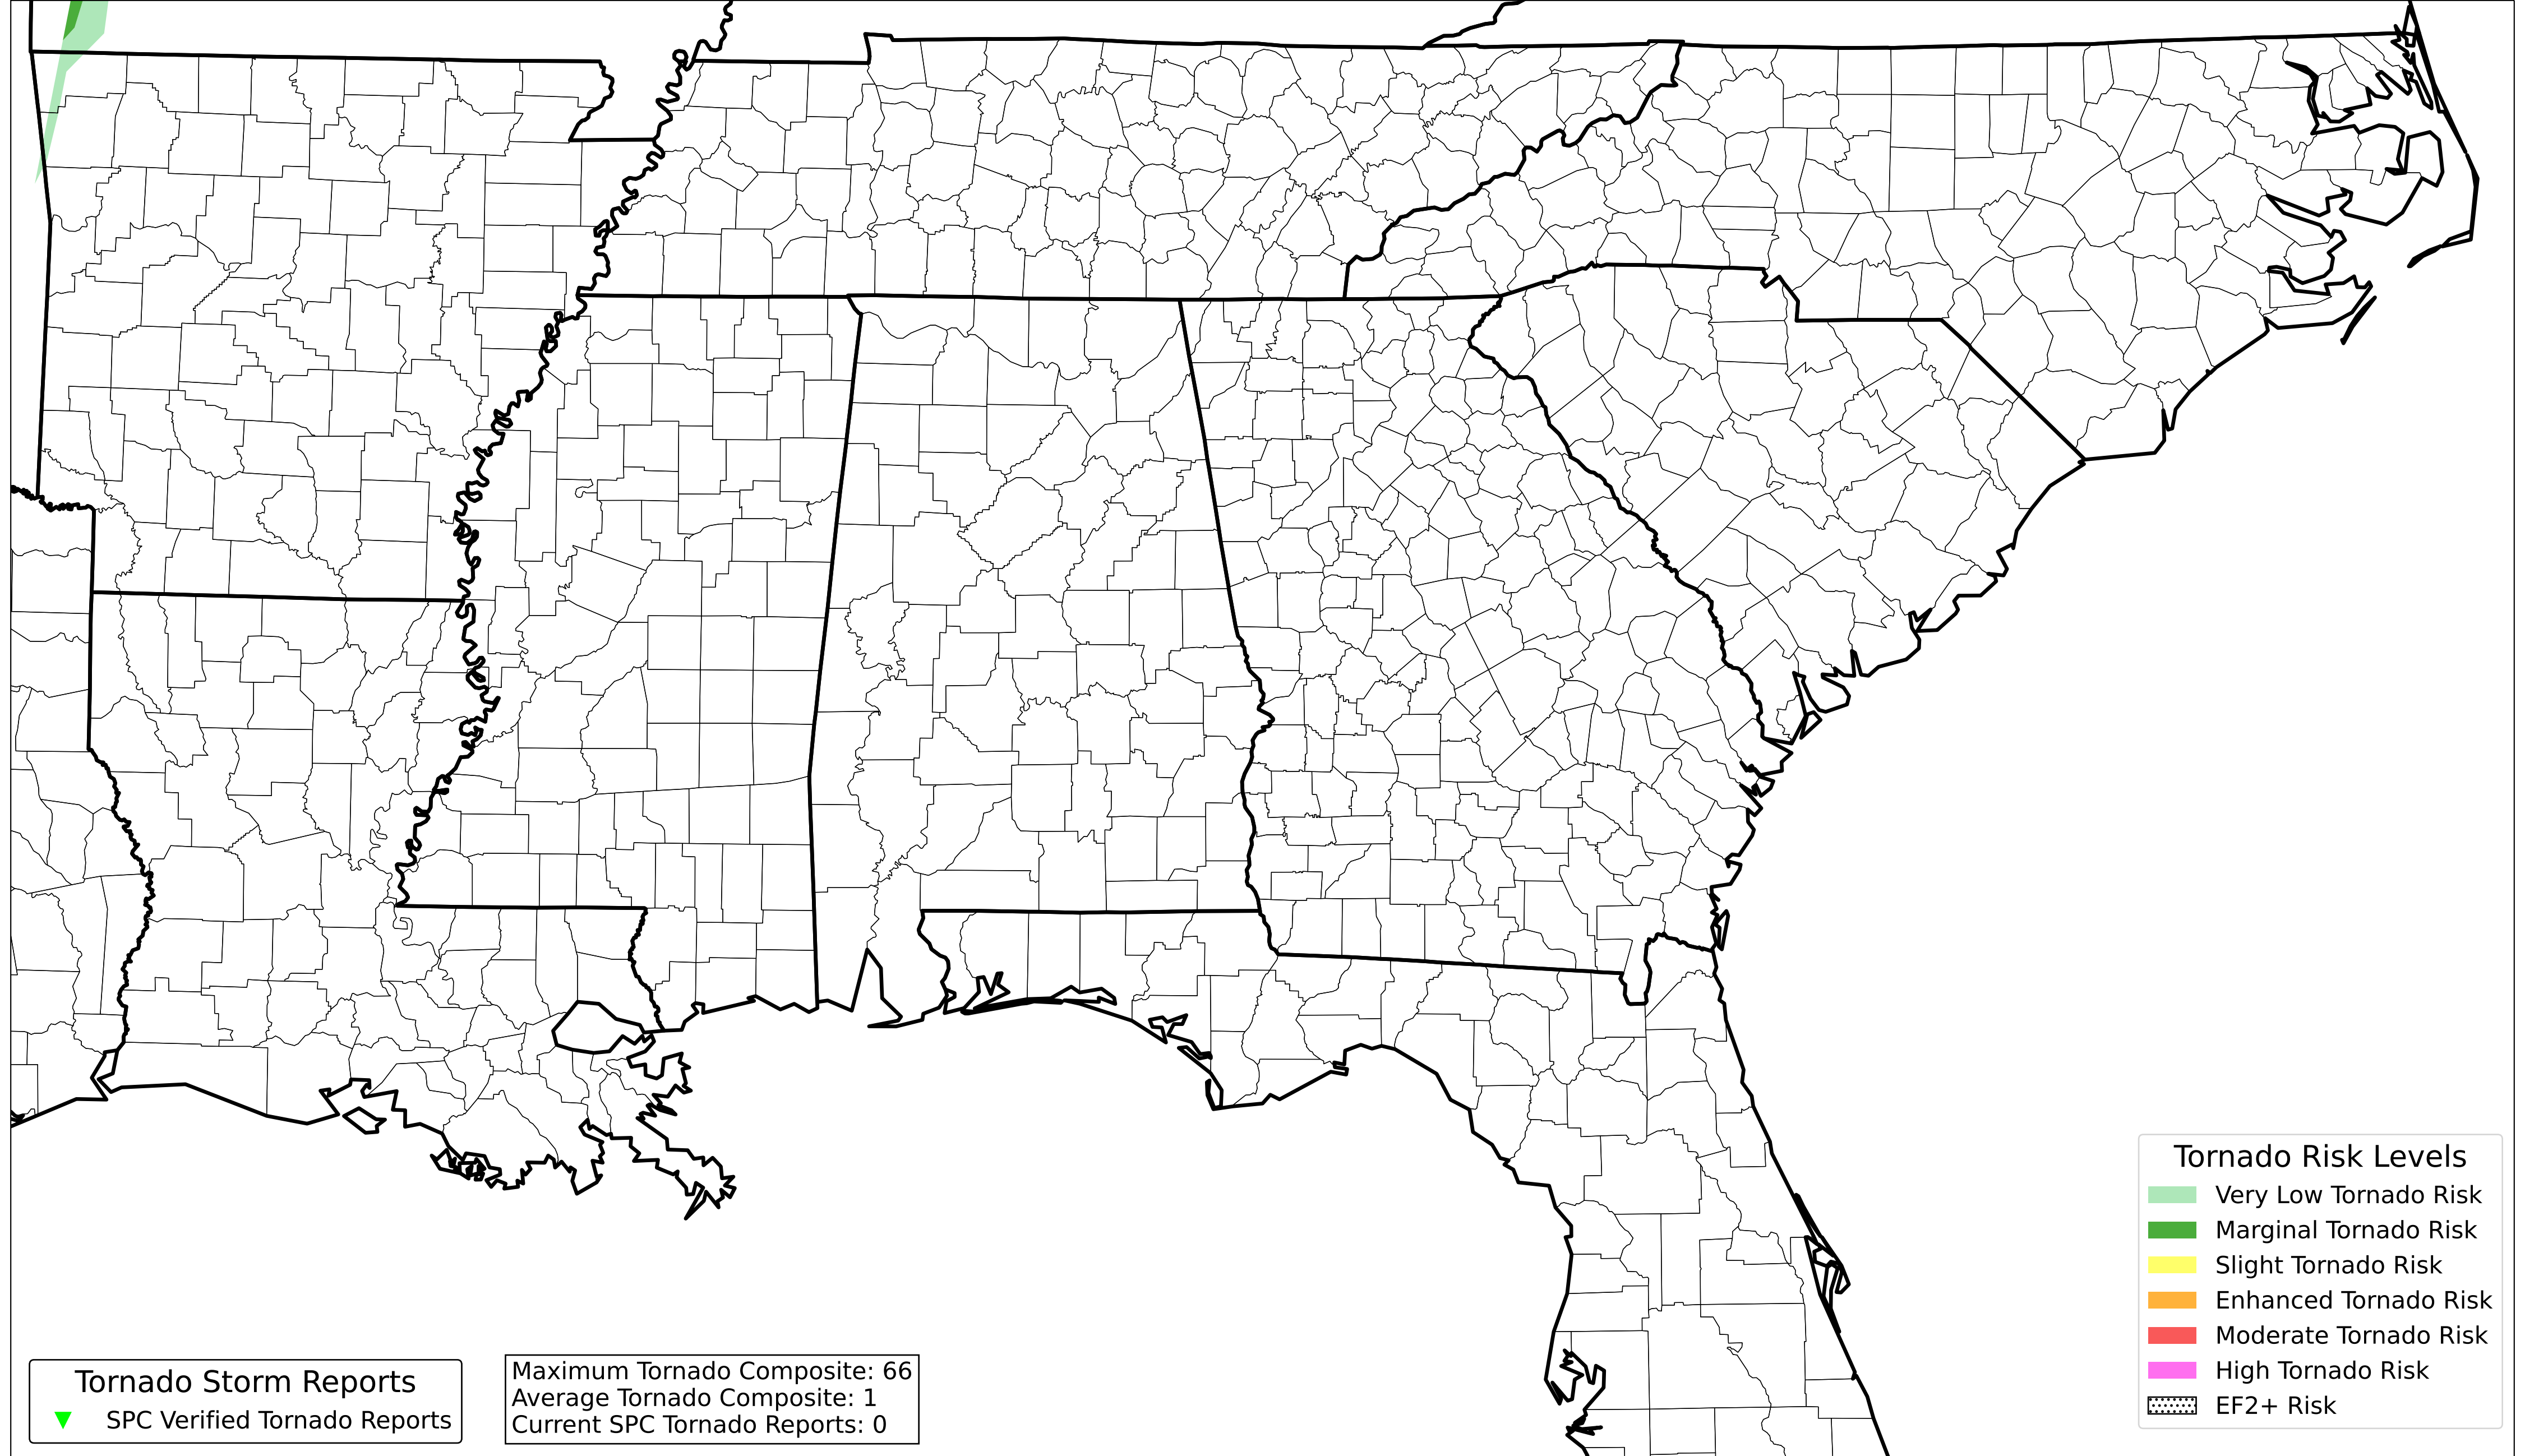 Tornado Risk Levels
Very Low Tornado Risk
Marginal Tornado Risk
Slight Tornado Risk
Enhanced Tornado Risk
Moderate Tornado Risk
High Tornado Risk
EF2+ Risk
Tornado Storm Reports
SPC Verified Tornado Reports
Maximum Tornado Composite: 66
Average Tornado Composite: 1
Current SPC Tornado Reports: 0